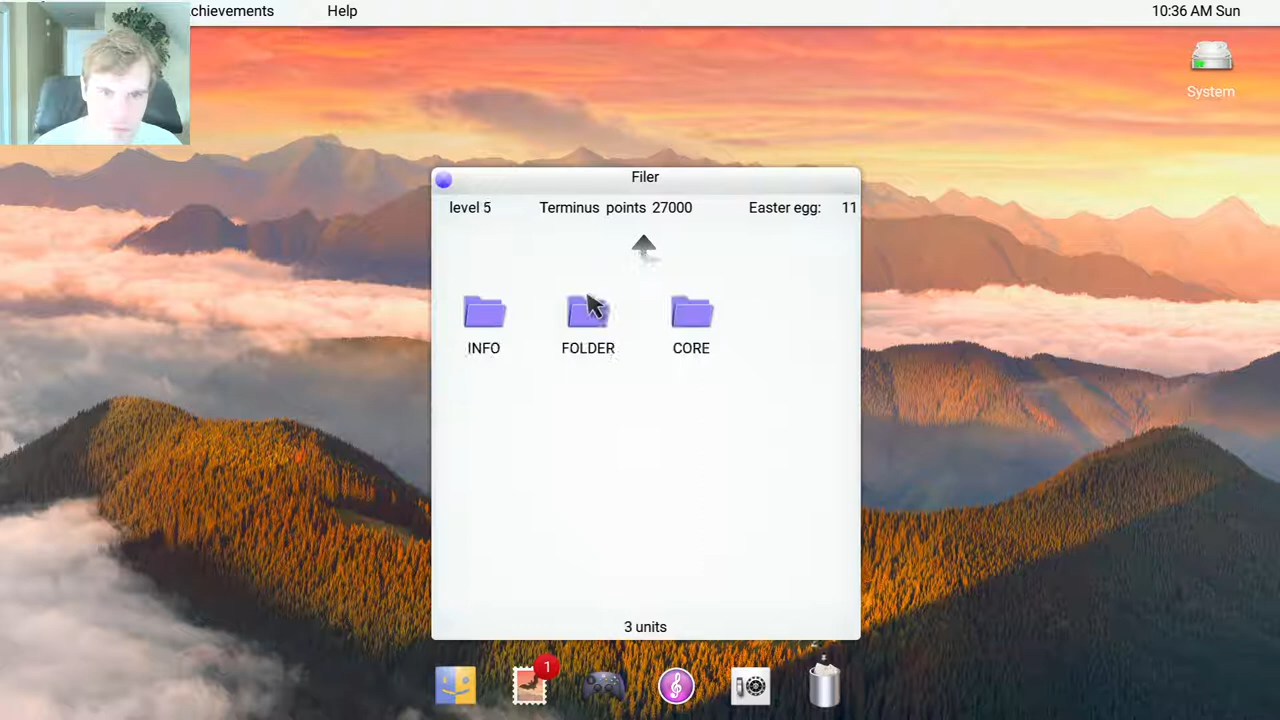 chievements Help 10:36 AM Sun
System
Filer
level 5 Terminus points 27000 Easter egg: 11
INFO FOLDER CORE
3 units
1